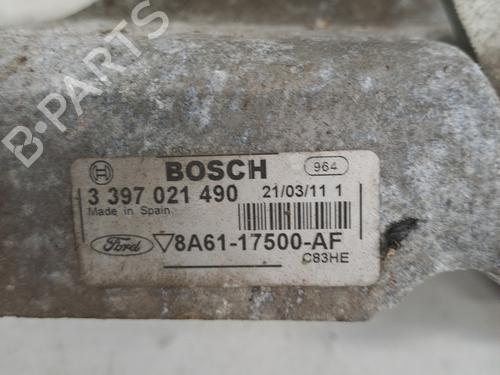 B-PARTS
BOSCH
964
3 397 021 490
21/03/11 1
Made in Spain
Ford
8A61-17500-AF
C83HE